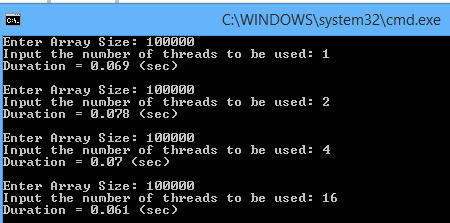 C:\WINDOWS\system32\cmd.exe
Enter Array Size: 100000
Input the number of threads to be used: 1
Duration = 0.069 (sec)
Enter Array Size: 100000
Input the number of threads to be used: 2
Duration = 0.078 (sec)
Enter Array Size: 100000
Input the number of threads to be used: 4
Duration = 0.07 (sec)
Enter Array Size: 100000
Input the number of threads to be used: 16
Duration = 0.061 (sec)